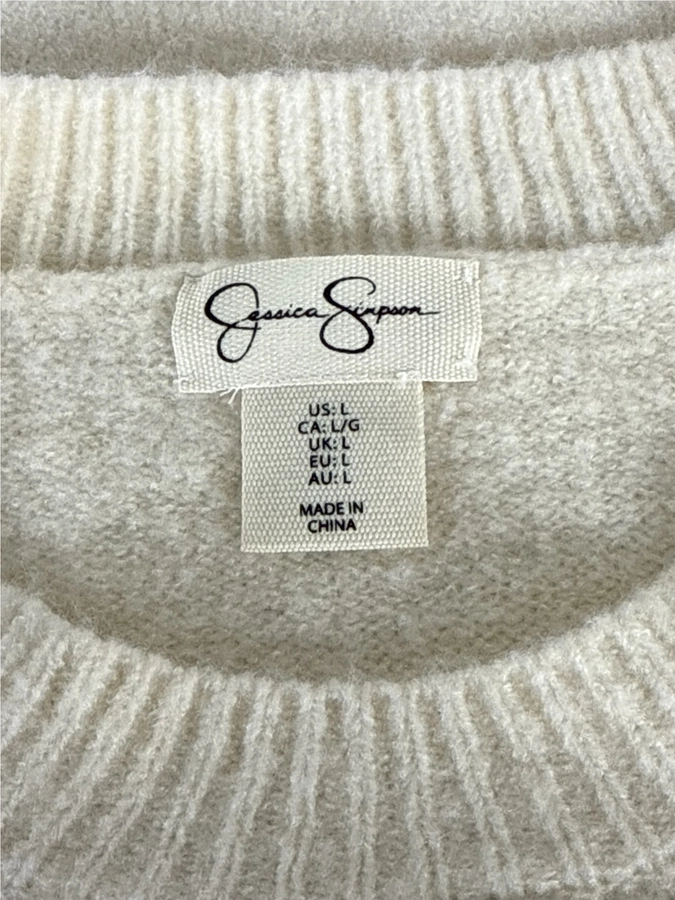 Jessica Simpson
US: L
CA: L/G
UK: L
EU: L
AU: L
MADE IN
CHINA